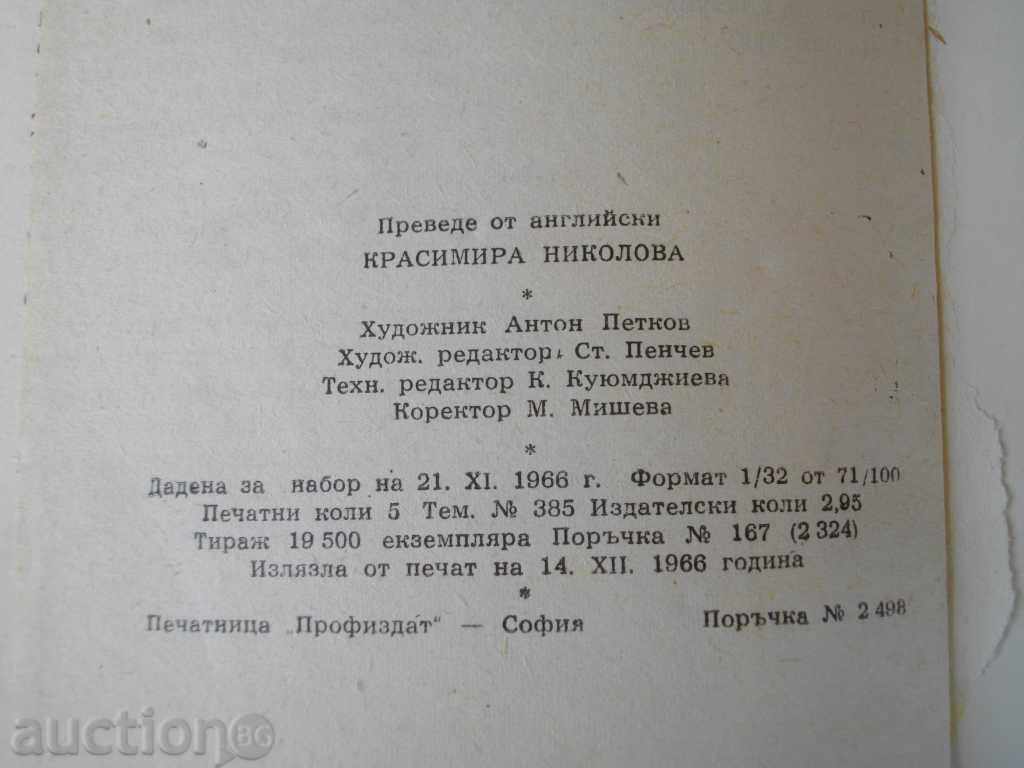 Преведе от английски
КРАСИМИРА НИКОЛОВА
*
Художник Антон Петков
Худож. редактор Ст. Пенчев
Техн. редактор К. Куюмджиева
Коректор М. Мишева
*
Дадена за набор на 21. XI. 1966 г. Формат 1/32 от 71/100
Печатни коли 5 Тем. № 385 Издателски коли 2,95
Тираж 19 500 екземпляра Поръчка № 167 (2 324)
Излязла от печат на 14. XII. 1966 година
*
Печатница „Профиздат“ — София Поръчка № 2 498
auction BG